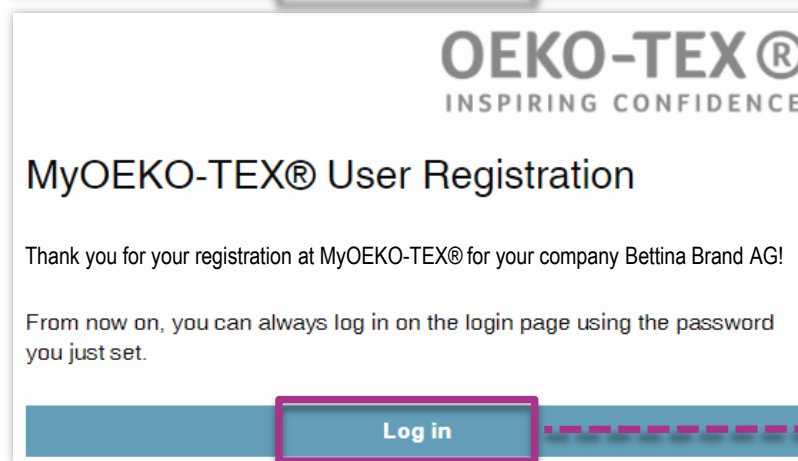 OEKO-TEX®
INSPIRING CONFIDENCE
MyOEKO-TEX® User Registration
Thank you for your registration at MyOEKO-TEX® for your company Bettina Brand AG!
From now on, you can always log in on the login page using the password
you just set.
Log in